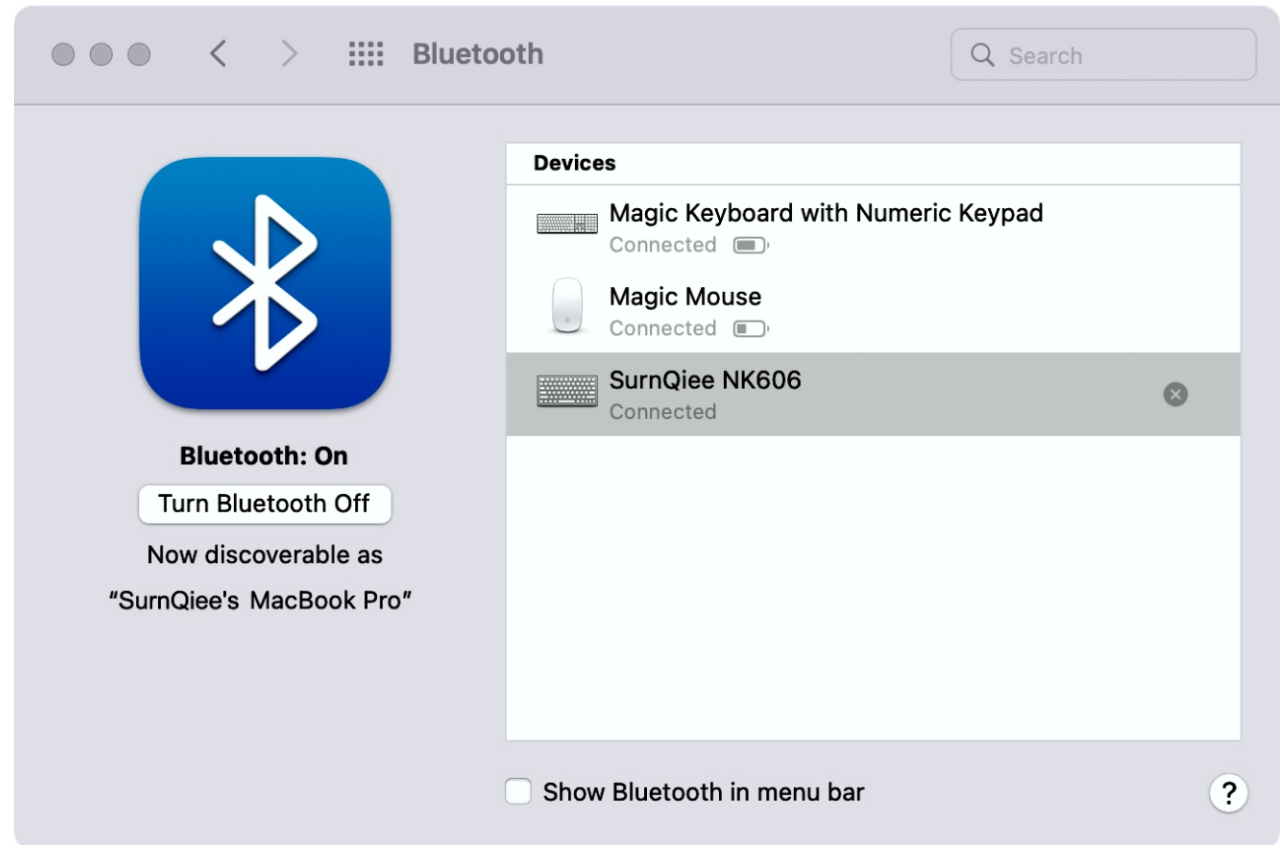 Bluetooth
Search
Bluetooth: On
Turn Bluetooth Off
Now discoverable as
"SurnQiee's MacBook Pro"
Devices
Magic Keyboard with Numeric Keypad
Connected
Magic Mouse
Connected
SurnQiee NK606
Connected
Show Bluetooth in menu bar
?